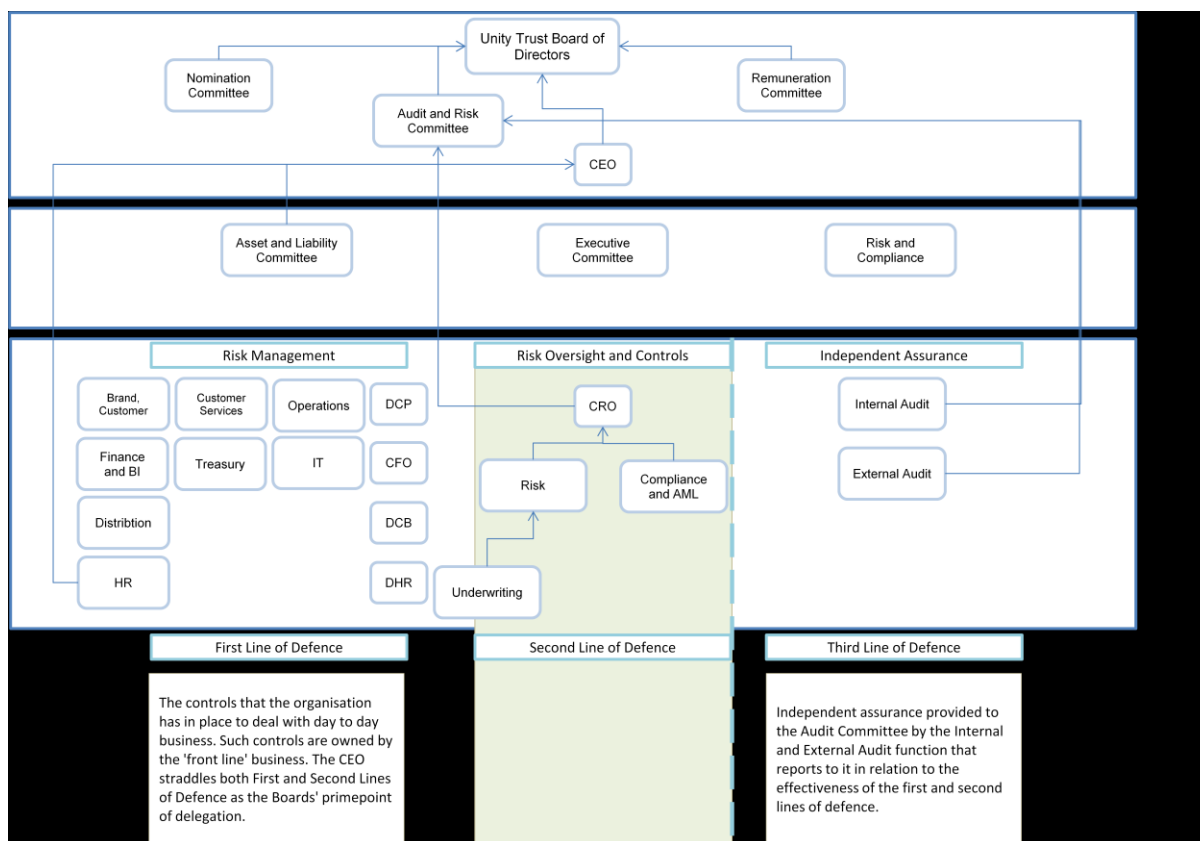 Unity Trust Board of
Directors
Nomination
Committee
Remuneration
Committee
Audit and Risk
Committee
CEO
Asset and Liability
Committee
Executive
Committee
Risk and
Compliance
Risk Management
Risk Oversight and Controls
Independent Assurance
Brand,
Customer
Customer
Services
Operations
DCP
CRO
Internal Audit
Finance
and BI
Treasury
IT
CFO
Risk
Compliance
and AML
External Audit
Distribtion
DCB
HR
DHR
Underwriting
First Line of Defence
Second Line of Defence
Third Line of Defence
The controls that the organisation
has in place to deal with day to day
business. Such controls are owned by
the 'front line' business. The CEO
straddles both First and Second Lines
of Defence as the Boards' primepoint
of delegation.
Independent assurance provided to
the Audit Committee by the Internal
and External Audit function that
reports to it in relation to the
effectiveness of the first and second
lines of defence.